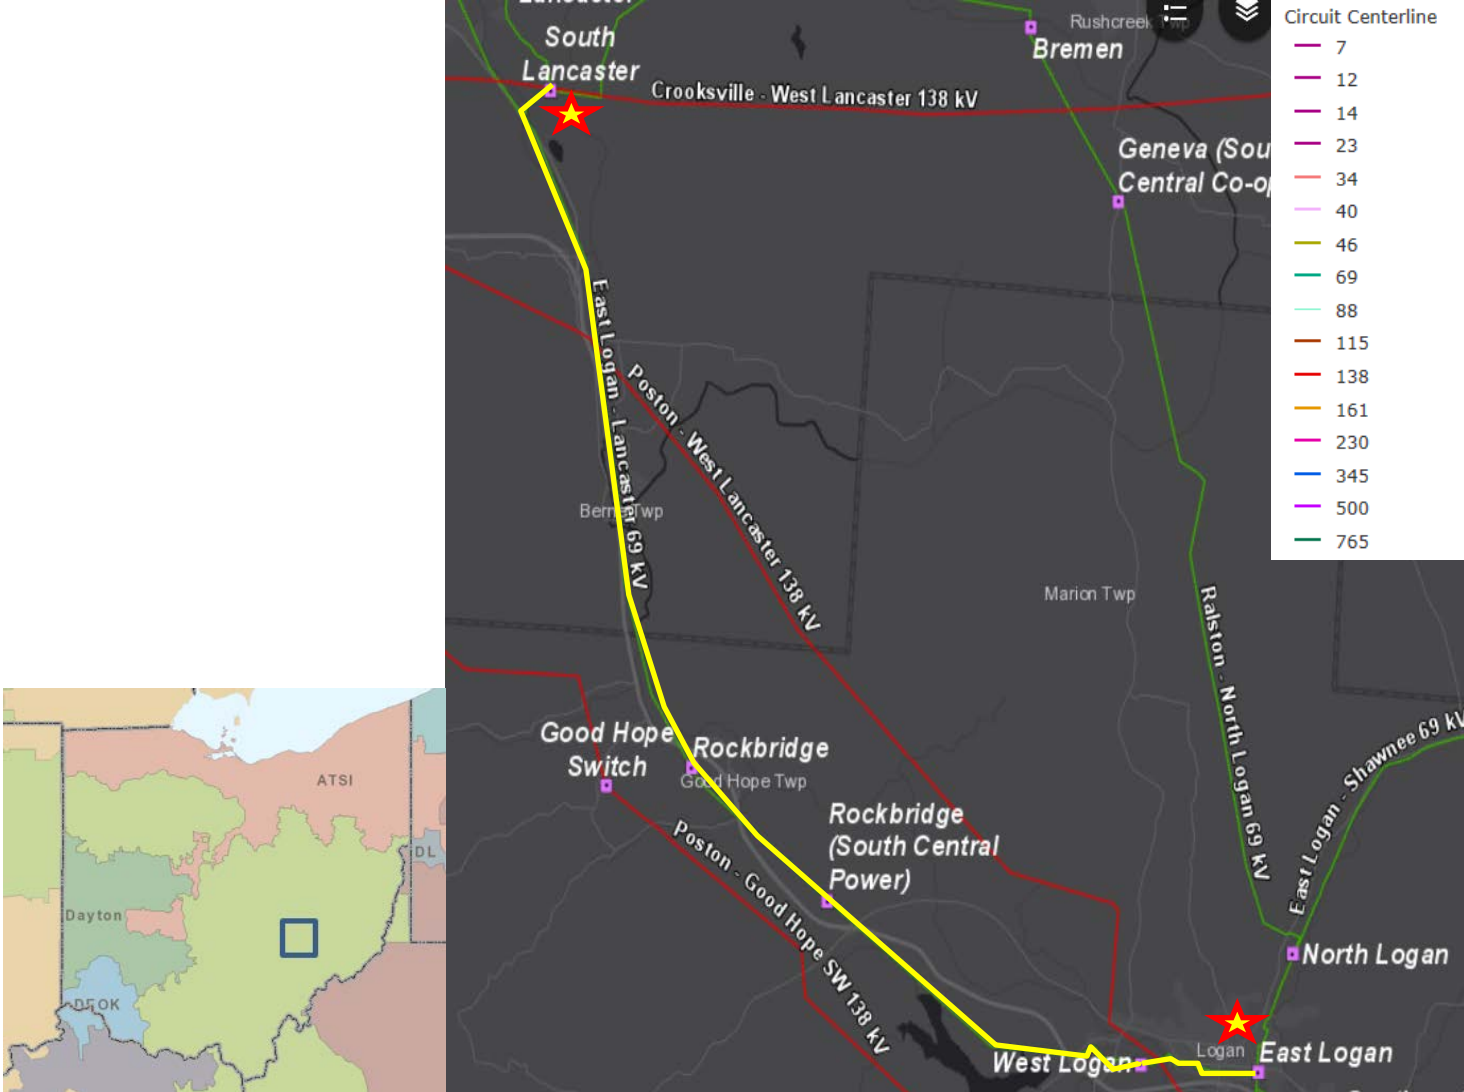 Lancaster
South
Lancaster
Crooksville - West Lancaster 138 kV
Rushcreek Twp
Bremen
Geneva (Sou
Central Co-op
Circuit Centerline
7
12
14
23
34
40
46
69
88
115
138
161
230
345
500
765
East Logan - Lancaster 69 kV
Poston - West Lancaster 138 kV
Berne Twp
Marion Twp
Ralston - North Logan 69 kV
East Logan - Shawnee 69 kV
Good Hope
Switch
Rockbridge
Good Hope Twp
Rockbridge
(South Central
Power)
Poston - Good Hope SW 138 kV
North Logan
West Logan
Logan
East Logan
ATSI
DL
Dayton
DEOK